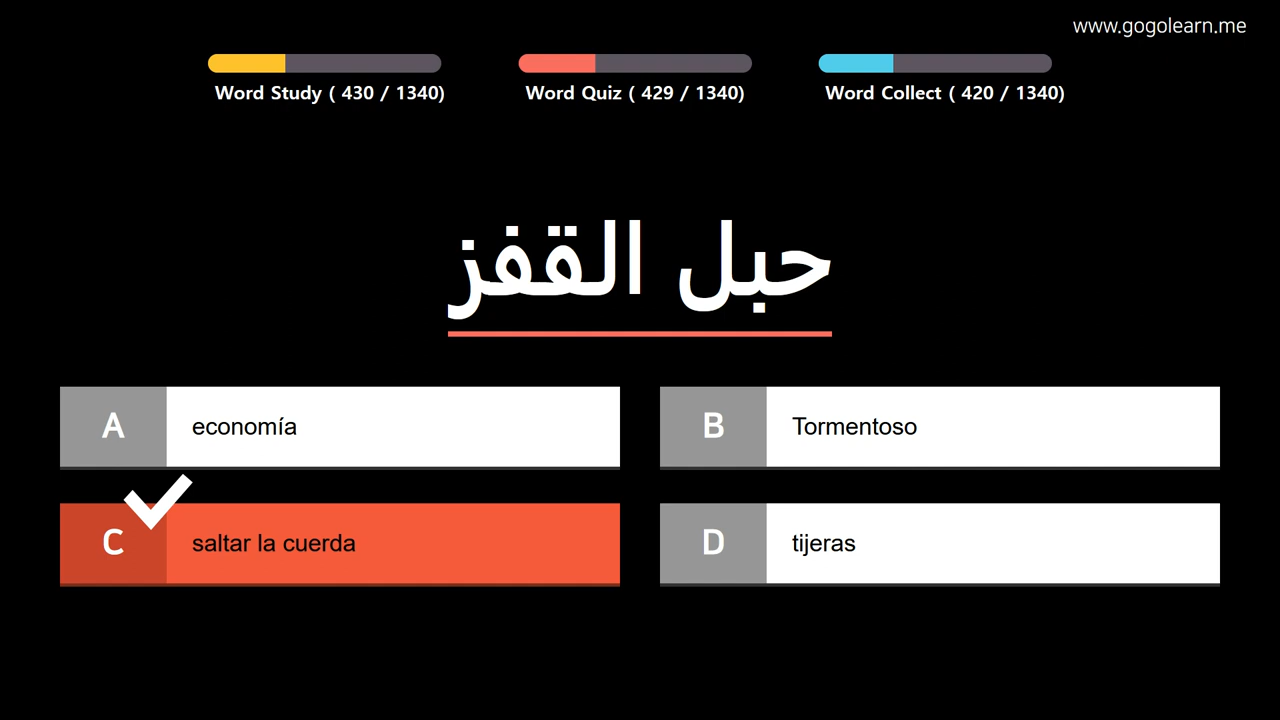 www.gogolearn.me
Word Study ( 430 / 1340)
Word Quiz ( 429 / 1340)
Word Collect ( 420 / 1340)
حبل القفز
A
economía
B
Tormentoso
C
saltar la cuerda
D
tijeras